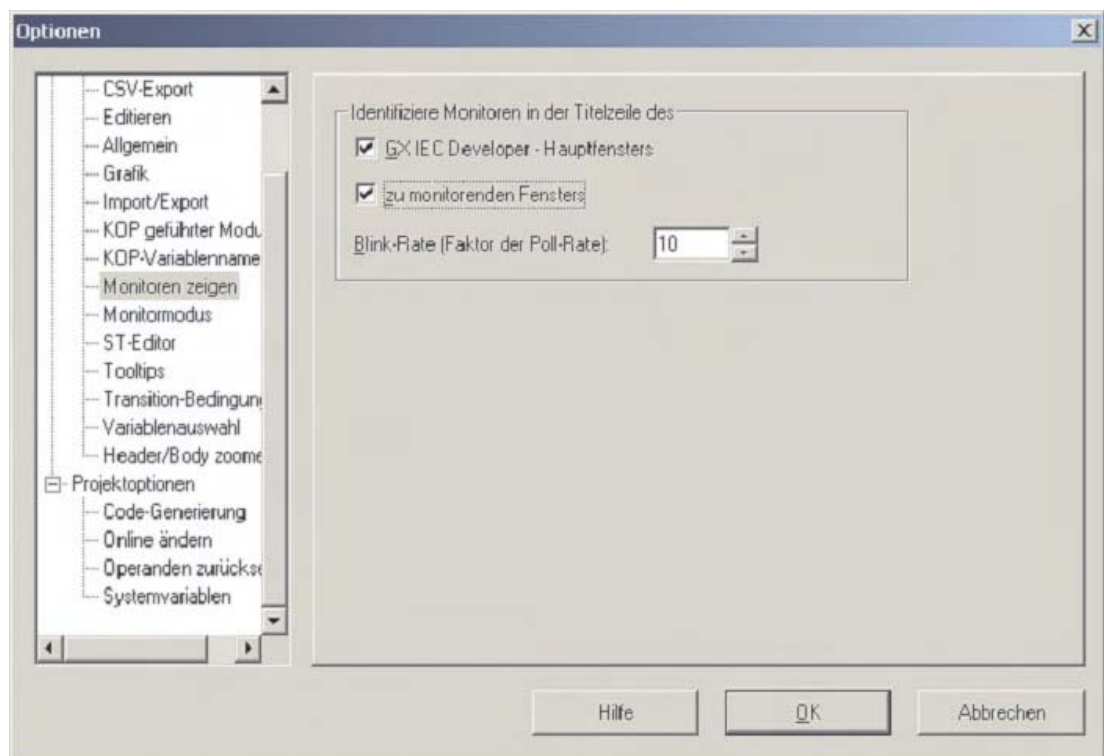 Optionen
CSV-Export
Editieren
Allgemein
Grafik
Import/Export
KOP geführter Modu
KOP-Variablenname
Monitoren zeigen
Monitormodus
ST-Editor
Tooltips
Transition-Bedingung
Variablenauswahl
Header/Body zoome
Projektoptionen
Code-Generierung
Online ändern
Operanden zurückse
Systemvariablen
Identifiziere Monitoren in der Titelzeile des
GX IEC Developer - Hauptfensters
zu monitorenden Fensters
Blink-Rate (Faktor der Poll-Rate): 10
Hilfe OK Abbrechen